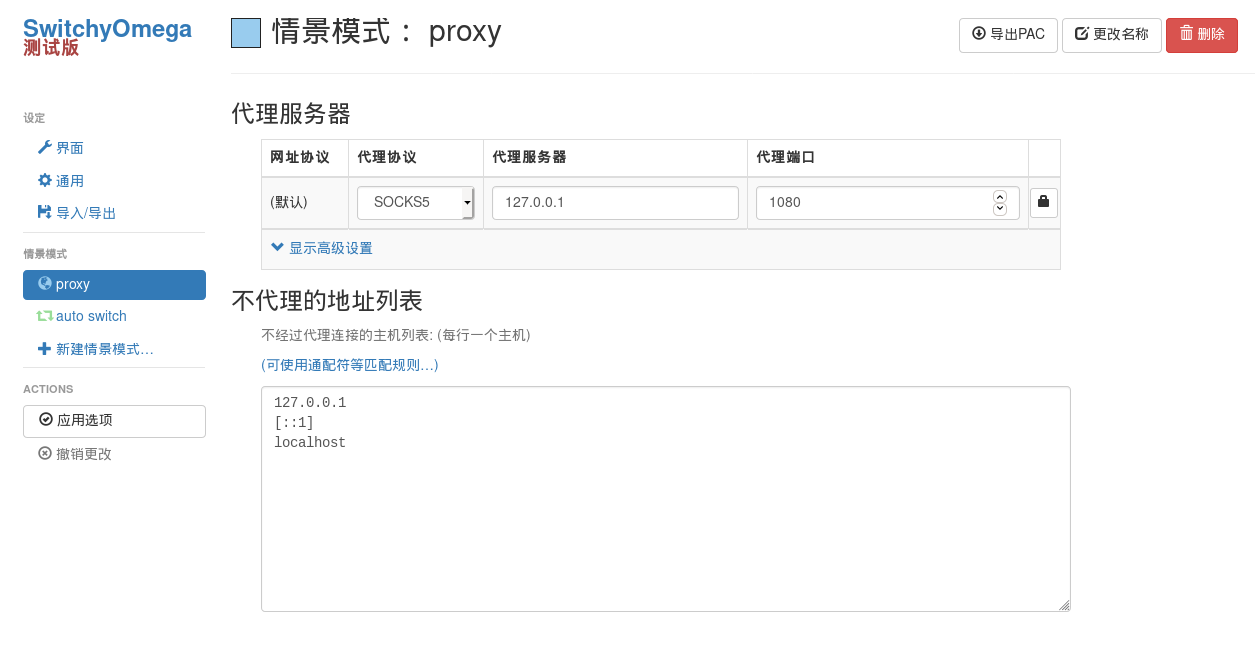 SwitchyOmega
测试版
设定
界面
通用
导入/导出
情景模式
proxy
auto switch
新建情景模式…
ACTIONS
应用选项
撤销更改
情景模式： proxy
导出PAC 更改名称 删除
代理服务器
网址协议 代理协议 代理服务器 代理端口
(默认) SOCKS5 127.0.0.1 1080
显示高级设置
不代理的地址列表
不经过代理连接的主机列表: (每行一个主机)
(可使用通配符等匹配规则…)
127.0.0.1
[::1]
localhost